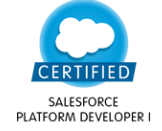 CERTIFIED
SALESFORCE
PLATFORM DEVELOPER I